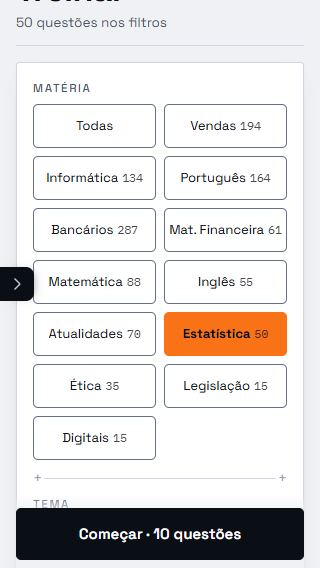 50 questões nos filtros
MATÉRIA
Todas
Vendas 194
Informática 134
Português 164
Bancários 287
Mat. Financeira 61
Matemática 88
Inglês 55
Atualidades 70
Estatística 50
Ética 35
Legislação 15
Digitais 15
+ +
TEMA
Começar · 10 questões